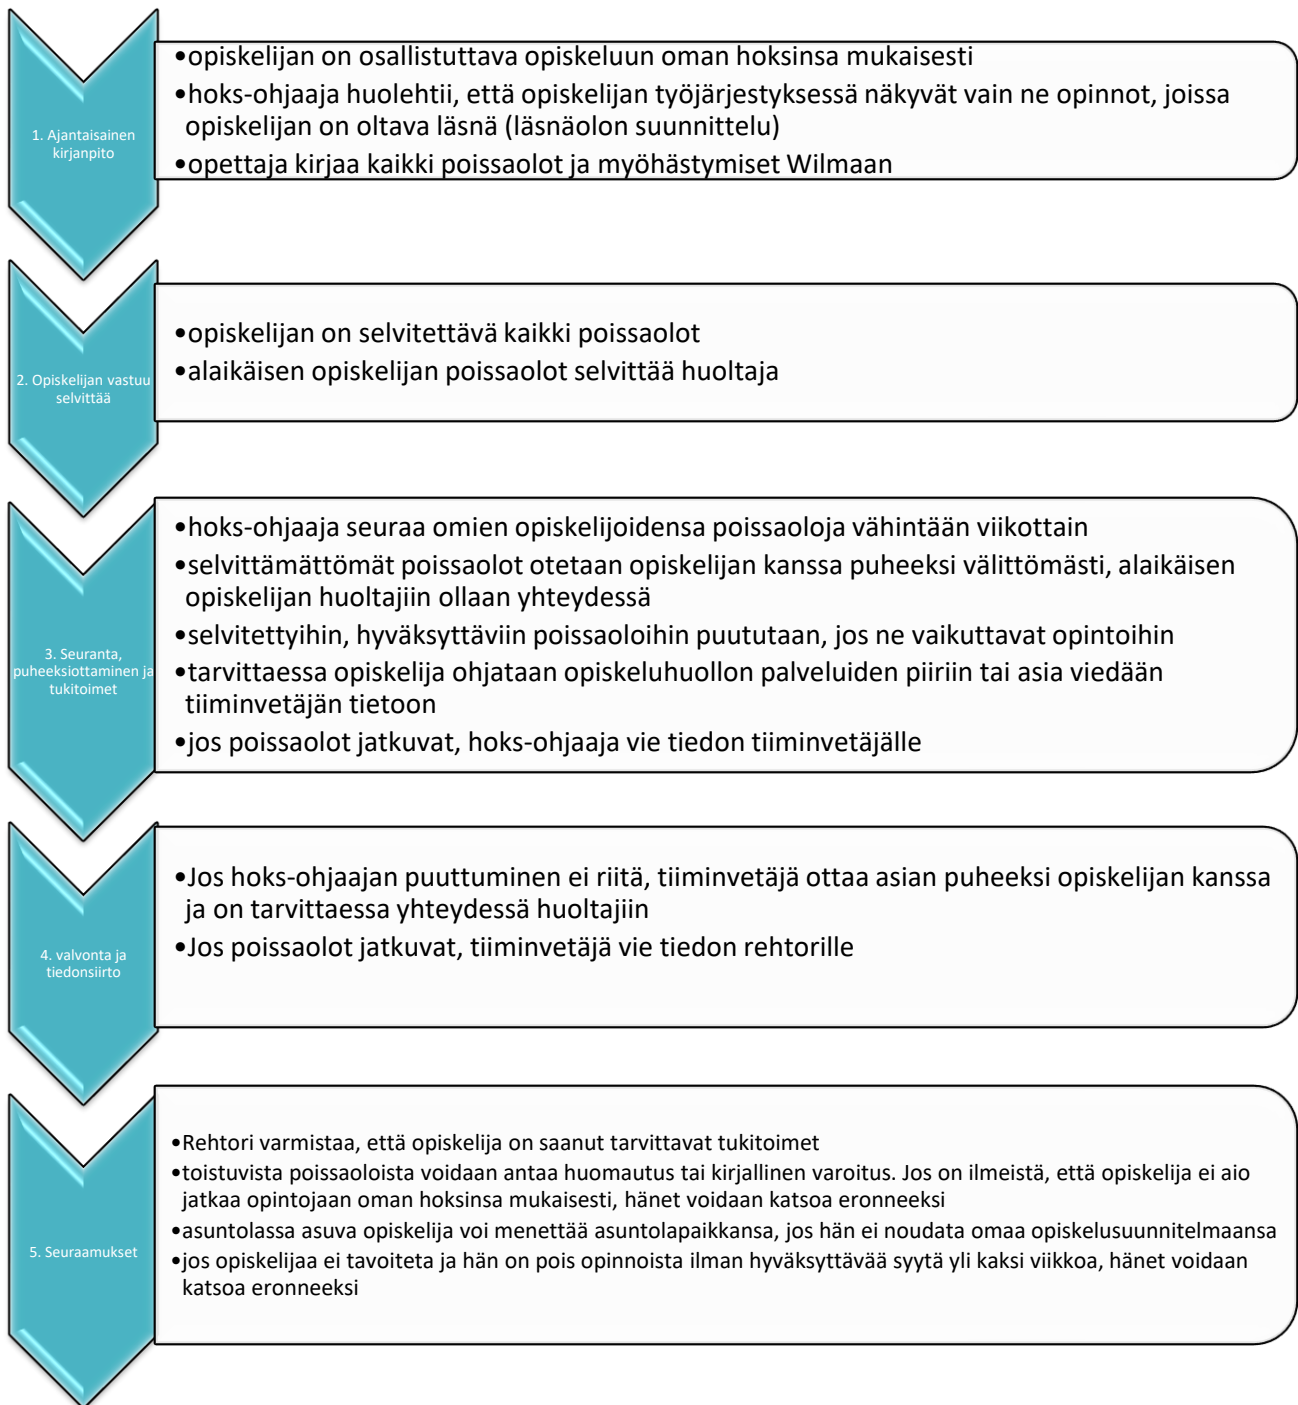 1. Ajantaisainen
kirjanpito
•opiskelijan on osallistuttava opiskeluun oman hoksinsa mukaisesti
•hoks-ohjaaja huolehtii, että opiskelijan työjärjestyksessä näkyvät vain ne opinnot, joissa
opiskelijan on oltava läsnä (läsnäolon suunnittelu)
•opettaja kirjaa kaikki poissaolot ja myöhästymiset Wilmaan
2. Opiskelijan vastuu
selvittää
•opiskelijan on selvitettävä kaikki poissaolot
•alaikäisen opiskelijan poissaolot selvittää huoltaja
3. Seuranta,
puheeksiottaminen ja
tukitoimet
•hoks-ohjaaja seuraa omien opiskelijoidensa poissaoloja vähintään viikottain
•selvittämättömät poissaolot otetaan opiskelijan kanssa puheeksi välittömästi, alaikäisen
opiskelijan huoltajiin ollaan yhteydessä
•selvitettyihin, hyväksyttäviin poissaoloihin puututaan, jos ne vaikuttavat opintoihin
•tarvittaessa opiskelija ohjataan opiskeluhuollon palveluiden piiriin tai asia viedään
tiiminvetäjän tietoon
•jos poissaolot jatkuvat, hoks-ohjaaja vie tiedon tiiminvetäjälle
4. valvonta ja
tiedonsiirto
•Jos hoks-ohjaajan puuttuminen ei riitä, tiiminvetäjä ottaa asian puheeksi opiskelijan kanssa
ja on tarvittaessa yhteydessä huoltajiin
•Jos poissaolot jatkuvat, tiiminvetäjä vie tiedon rehtorille
5. Seuraamukset
•Rehtori varmistaa, että opiskelija on saanut tarvittavat tukitoimet
•toistuvista poissaoloista voidaan antaa huomautus tai kirjallinen varoitus. Jos on ilmeistä, että opiskelija ei aio
jatkaa opintojaan oman hoksinsa mukaisesti, hänet voidaan katsoa eronneeksi
•asuntolassa asuva opiskelija voi menettää asuntolapaikkansa, jos hän ei noudata omaa opiskelusuunnitelmaansa
•jos opiskelijaa ei tavoiteta ja hän on pois opinnoista ilman hyväksyttävää syytä yli kaksi viikkoa, hänet voidaan
katsoa eronneeksi